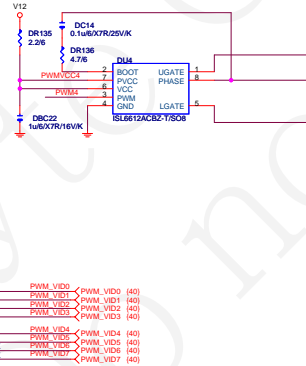 V12
DC14
0.1u/6/X7R/25V/K
DR135
2.2/6
DR136
4.7/6
DU4
PWMVCC4
PWM4
2 BOOT UGATE 1
7 PVCC PHASE 8
6 VCC
3 PWM
4 GND LGATE 5
ISL6612ACBZ-T/SO8
DBC22
1u/6/X7R/16V/K
PWM_VID0 PWM_VID0 (40)
PWM_VID1 PWM_VID1 (40)
PWM_VID2 PWM_VID2 (40)
PWM_VID3 PWM_VID3 (40)
PWM_VID4 PWM_VID4 (40)
PWM_VID5 PWM_VID5 (40)
PWM_VID6 PWM_VID6 (40)
PWM_VID7 PWM_VID7 (40)